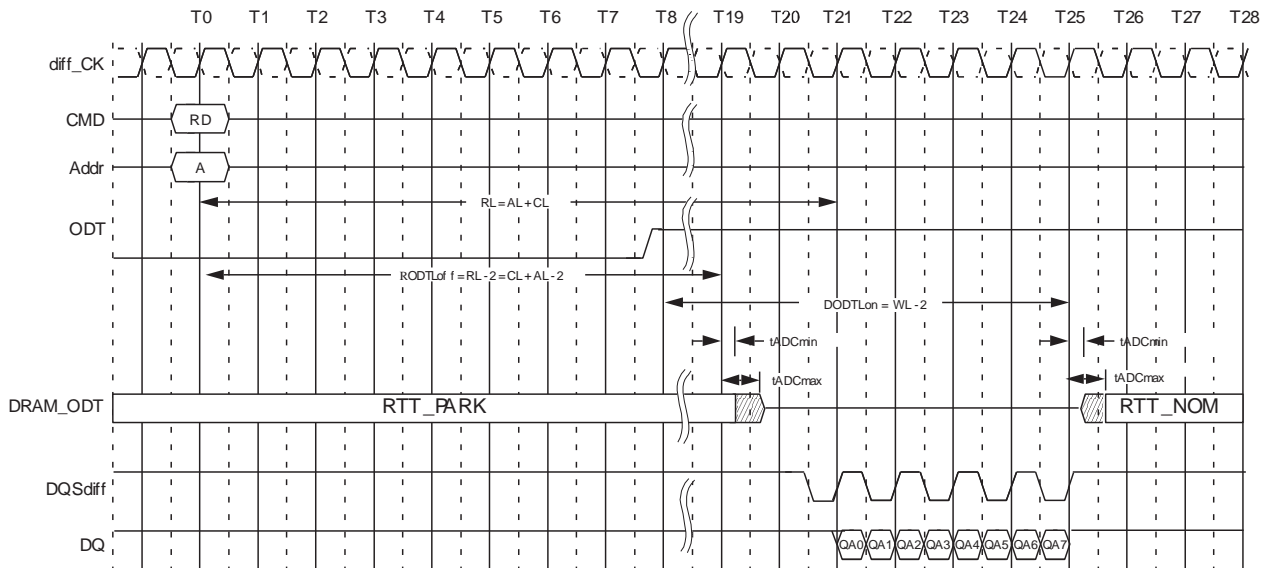 T0 T1 T2 T3 T4 T5 T6 T7 T8 T19 T20 T21 T22 T23 T24 T25 T26 T27 T28
diff_CK
CMD RD
Addr A
RL=AL+CL
ODT
RODTLoff=RL-2=CL+AL-2
DODTLon = WL-2
tADCmin tADCmin
tADCmax tADCmax
DRAM_ODT RTT_PARK RTT_NOM
DQSdiff
DQ QA0 QA1 QA2 QA3 QA4 QA5 QA6 QA7